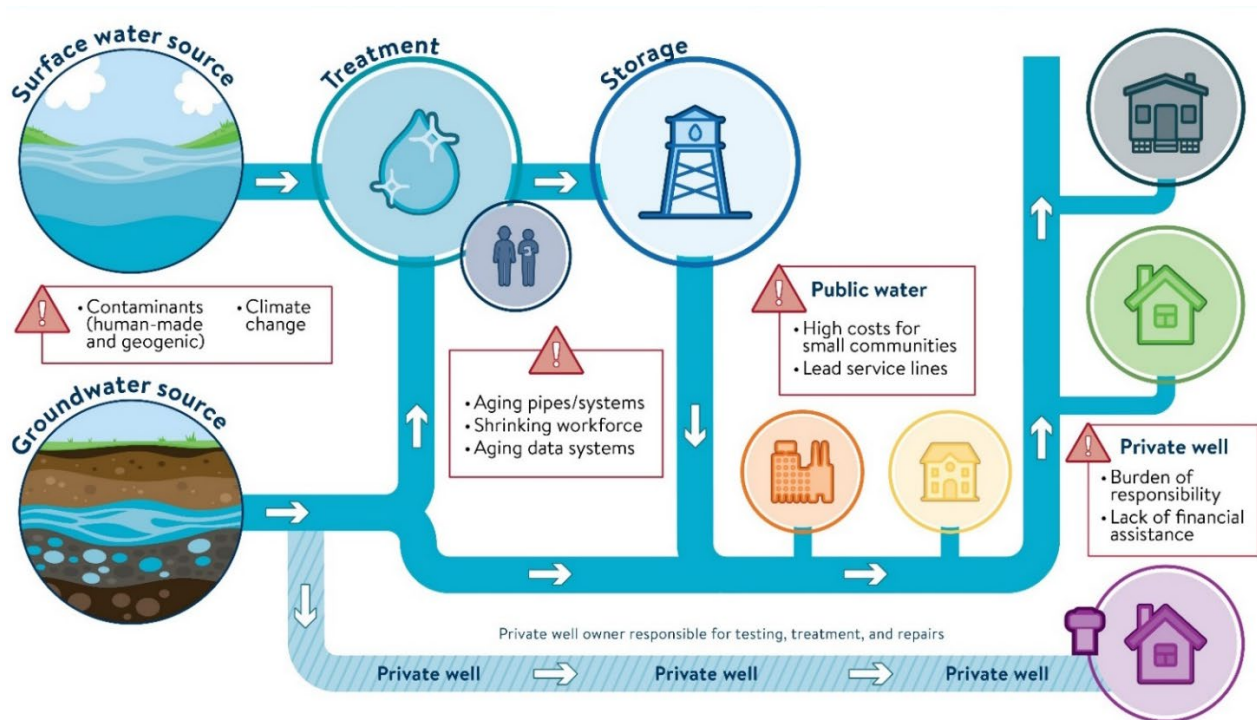 Surface water source
Treatment
Storage
• Contaminants
(human-made
and geogenic)
• Climate
change
Public water
• High costs for
small communities
• Lead service lines
• Aging pipes/systems
• Shrinking workforce
• Aging data systems
Groundwater source
Private well
• Burden of
responsibility
• Lack of financial
assistance
Private well owner responsible for testing, treatment, and repairs
Private well
Private well
Private well